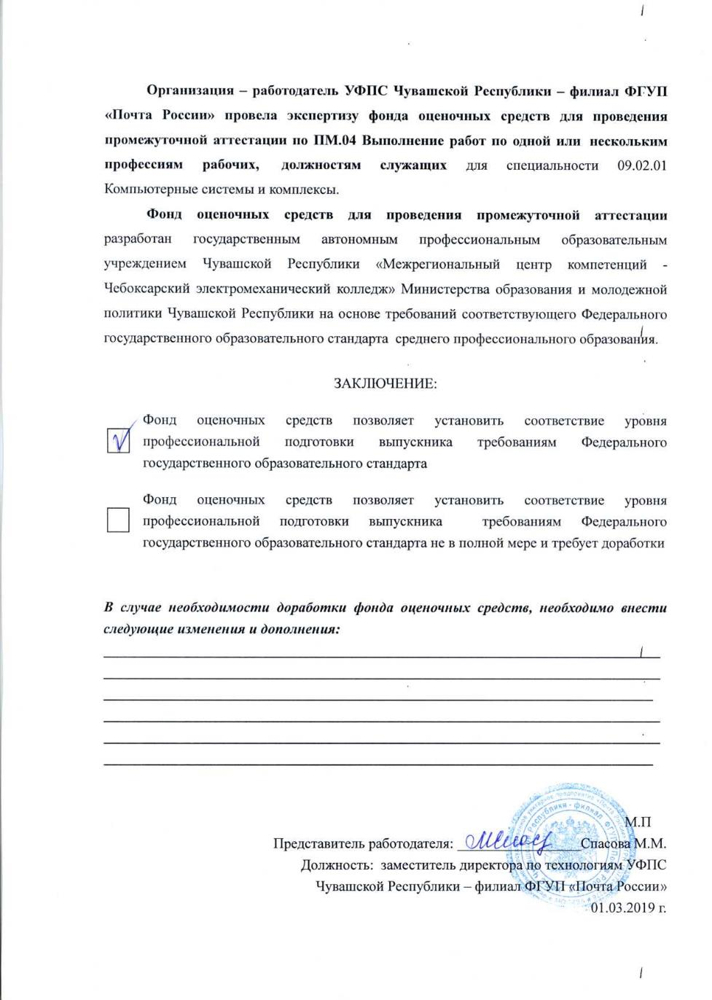 Организация – работодатель УФПС Чувашской Республики – филиал ФГУП
«Почта России» провела экспертизу фонда оценочных средств для проведения
промежуточной аттестации по ПМ.04 Выполнение работ по одной или нескольким
профессиям рабочих, должностям служащих для специальности 09.02.01
Компьютерные системы и комплексы.
Фонд оценочных средств для проведения промежуточной аттестации
разработан государственным автономным профессиональным образовательным
учреждением Чувашской Республики «Межрегиональный центр компетенций -
Чебоксарский электромеханический колледж» Министерства образования и молодежной
политики Чувашской Республики на основе требований соответствующего Федерального
государственного образовательного стандарта среднего профессионального образования.
ЗАКЛЮЧЕНИЕ:
Фонд оценочных средств позволяет установить соответствие уровня
профессиональной подготовки выпускника требованиям Федерального
государственного образовательного стандарта
Фонд оценочных средств позволяет установить соответствие уровня
профессиональной подготовки выпускника требованиям Федерального
государственного образовательного стандарта не в полной мере и требует доработки
В случае необходимости доработки фонда оценочных средств, необходимо внести
следующие изменения и дополнения:
М.П
Представитель работодателя: Спасова М.М.
Должность: заместитель директора по технологиям УФПС
Чувашской Республики – филиал ФГУП «Почта России»
01.03.2019 г.